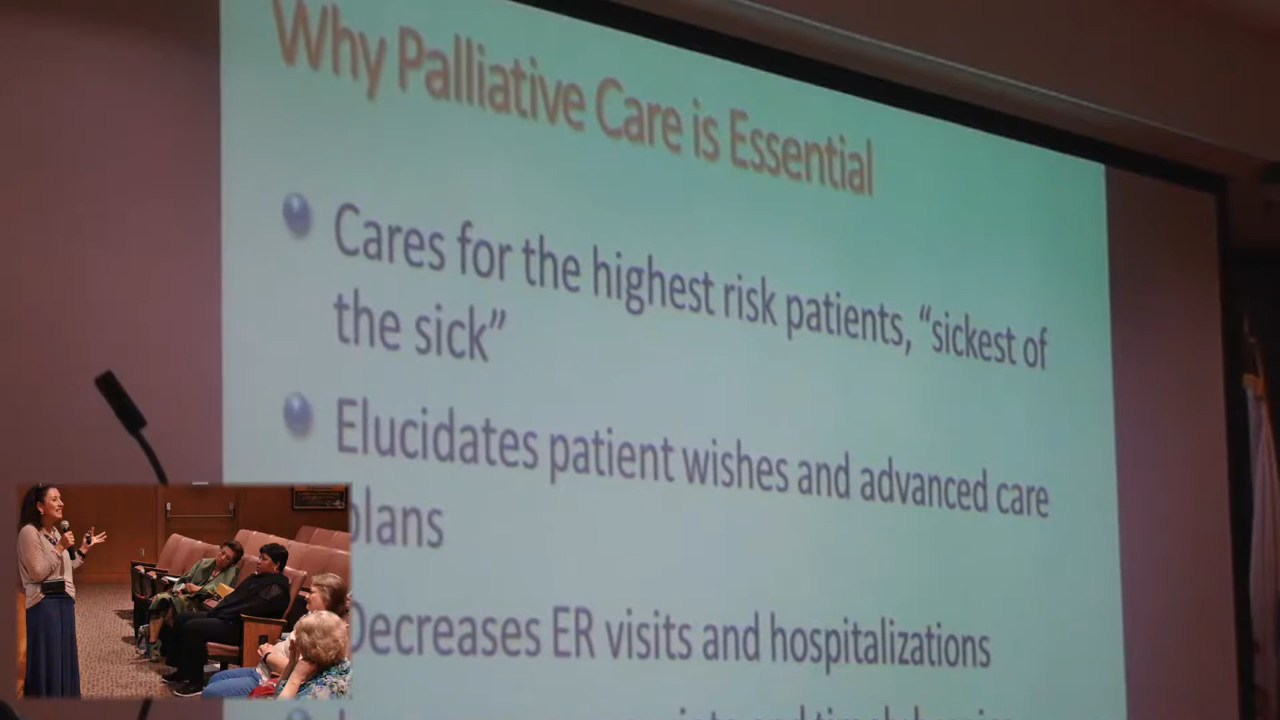 Why Palliative Care is Essential
Cares for the highest risk patients, “sickest of
the sick”
Elucidates patient wishes and advanced care
plans
Decreases ER visits and hospitalizations